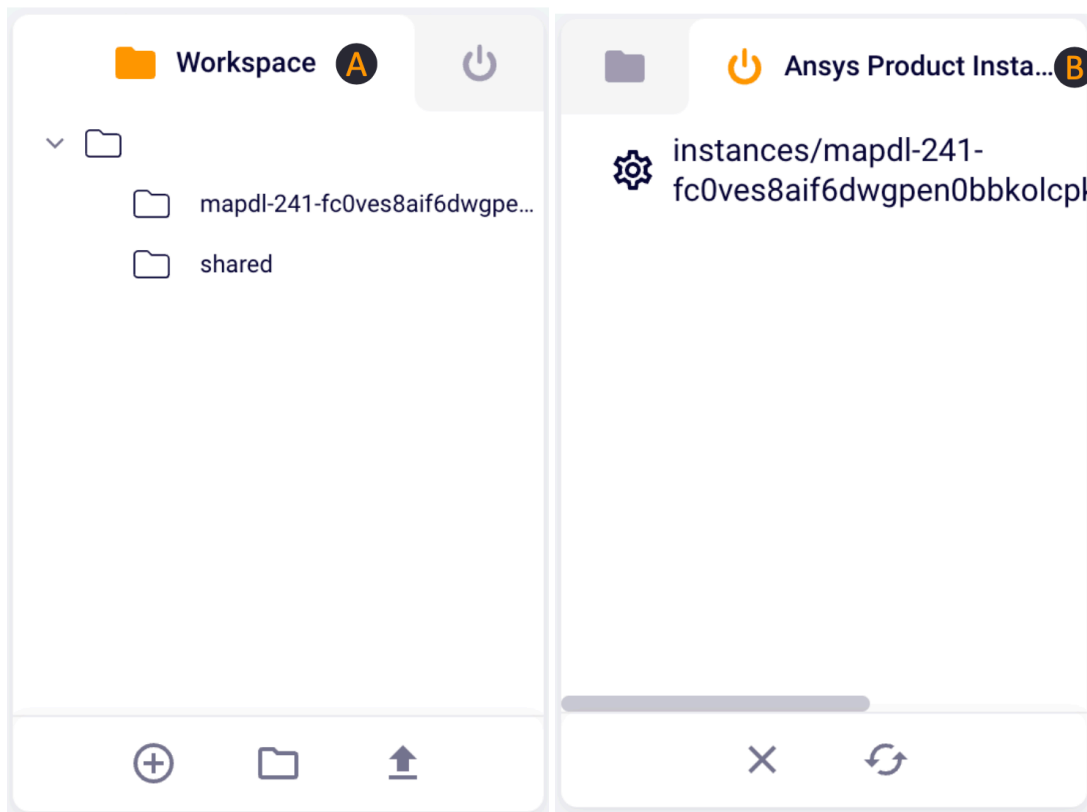 Workspace A
mapdl-241-fc0ves8aif6dwgpe...
shared
Ansys Product Insta... B
instances/mapdl-241-
fc0ves8aif6dwgpen0bbkolcpk